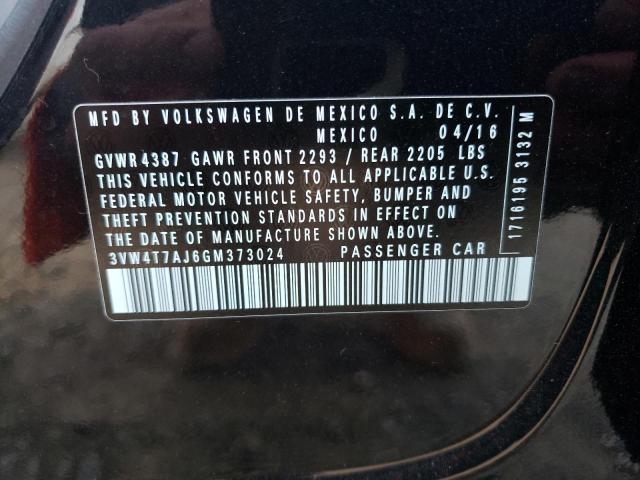 MFD BY VOLKSWAGEN DE MEXICO S.A. DE C.V.
MEXICO 04/16
GVWR 4387 GAWR FRONT 2293 / REAR 2205 LBS
THIS VEHICLE CONFORMS TO ALL APPLICABLE U.S.
FEDERAL MOTOR VEHICLE SAFETY, BUMPER AND
THEFT PREVENTION STANDARDS IN EFFECT ON
THE DATE OF MANUFACTURE SHOWN ABOVE.
3VW4T7AJ6GM373024 PASSENGER CAR
1716195 3132 M